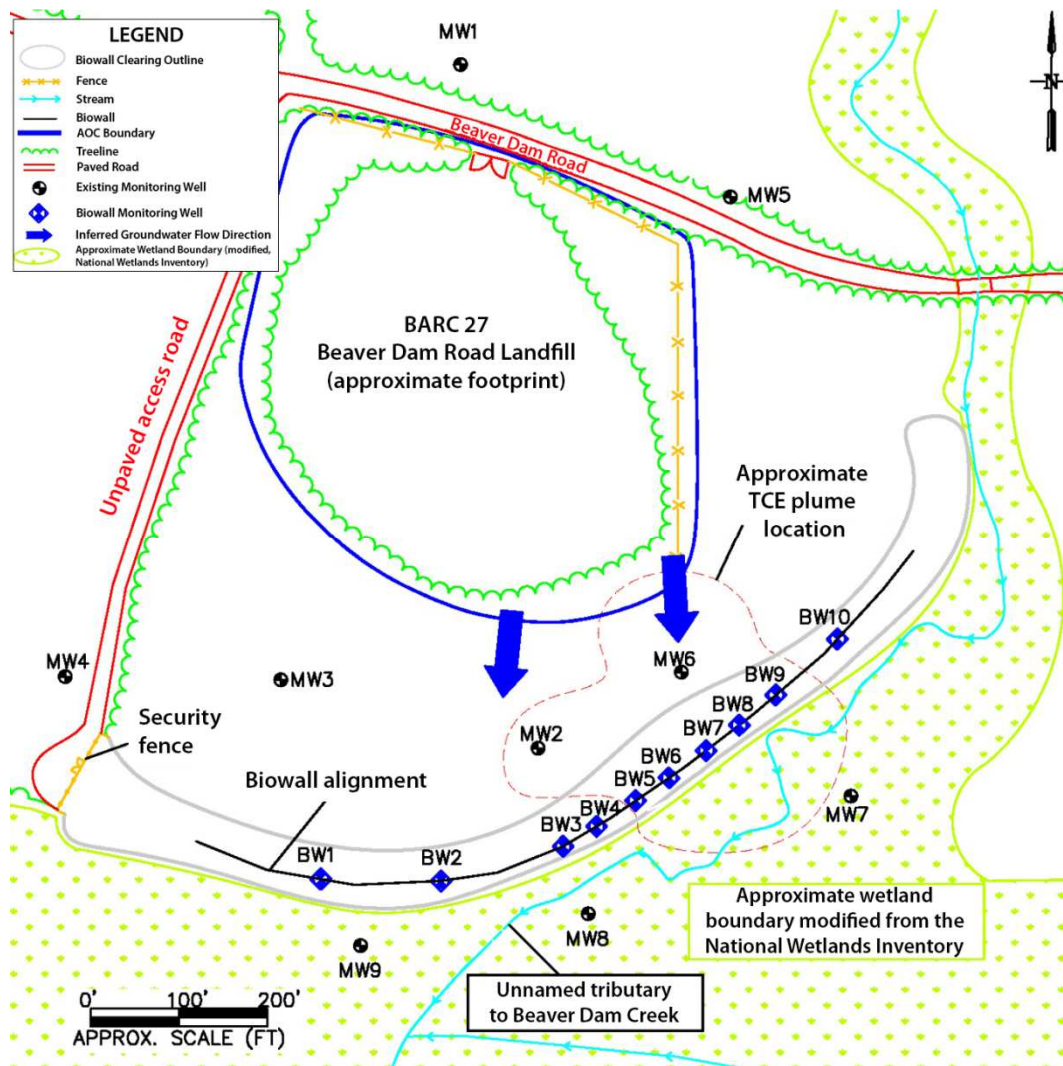 LEGEND
Biowall Clearing Outline
Fence
Stream
Biowall
AOC Boundary
Treeline
Paved Road
Existing Monitoring Well
Biowall Monitoring Well
Inferred Groundwater Flow Direction
Approximate Wetland Boundary (modified,
National Wetlands Inventory)
MW1
N
Beaver Dam Road
MW5
BARC 27
Beaver Dam Road Landfill
(approximate footprint)
Unpaved access road
Approximate
TCE plume
location
BW10
MW4
MW3
MW6
BW9
Security
fence
MW2
BW8
BW7
Biowall alignment
BW6
BW5
BW4
BW3
MW7
BW1
BW2
Approximate wetland
boundary modified from the
National Wetlands Inventory
MW8
MW9
Unnamed tributary
to Beaver Dam Creek
0' 100' 200'
APPROX. SCALE (FT)